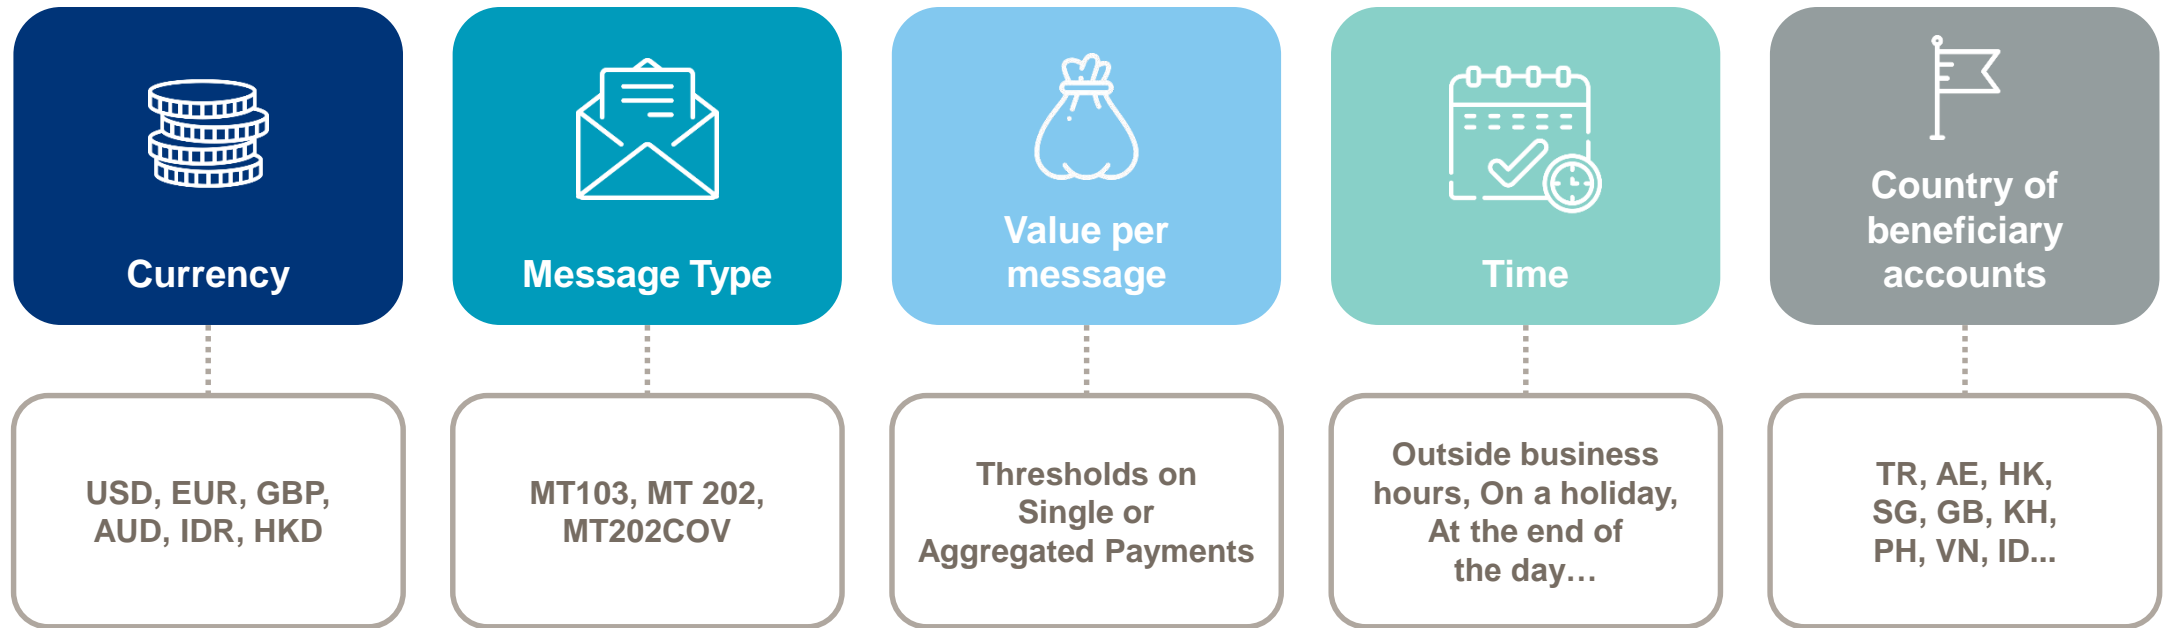 Currency
Message Type
Value per
message
Time
Country of
beneficiary
accounts
USD, EUR, GBP,
AUD, IDR, HKD
MT103, MT 202,
MT202COV
Thresholds on
Single or
Aggregated Payments
Outside business
hours, On a holiday,
At the end of
the day…
TR, AE, HK,
SG, GB, KH,
PH, VN, ID...